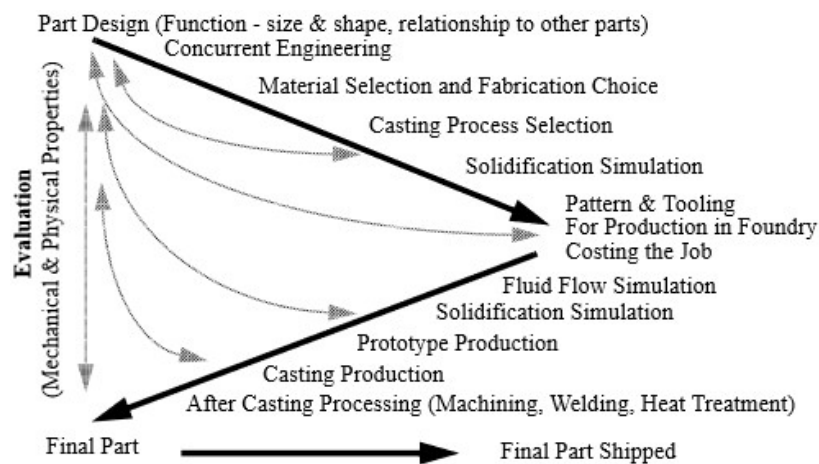 Part Design (Function - size & shape, relationship to other parts)
Concurrent Engineering
Material Selection and Fabrication Choice
Casting Process Selection
Solidification Simulation
Pattern & Tooling
For Production in Foundry
Costing the Job
Evaluation
(Mechanical & Physical Properties)
Fluid Flow Simulation
Solidification Simulation
Prototype Production
Casting Production
After Casting Processing (Machining, Welding, Heat Treatment)
Final Part
Final Part Shipped